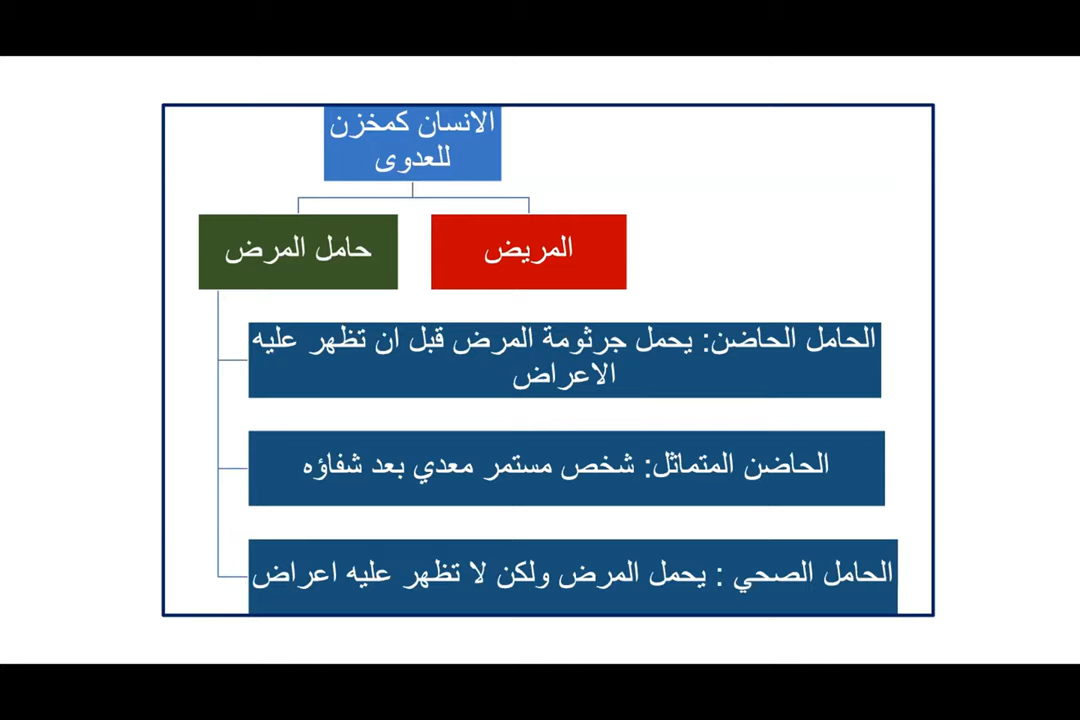 الانسان كمخزن
للعدوى
المريض
حامل المرض
الحامل الحاضن: يحمل جرثومة المرض قبل ان تظهر عليه
الاعراض
الحاضن المتماثل: شخص مستمر معدي بعد شفاؤه
الحامل الصحي : يحمل المرض ولكن لا تظهر عليه اعراض